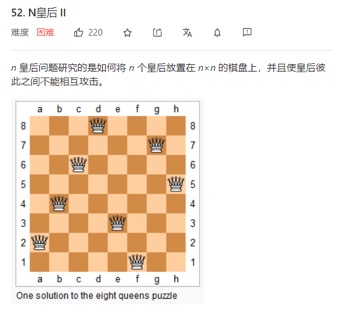 52. N皇后 II
难度 困难 220
n 皇后问题研究的是如何将 n 个皇后放置在 n×n 的棋盘上，并且使皇后彼
此之间不能相互攻击。
a b c d e f g h
8 8
7 7
6 6
5 5
4 4
3 3
2 2
1 1
a b c d e f g h
One solution to the eight queens puzzle